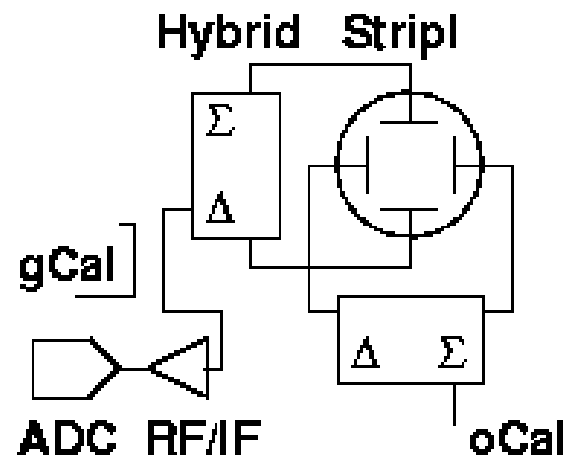 Hybrid Stripl
Σ
Δ
gCal
Δ Σ
ADC RF/IF
oCal